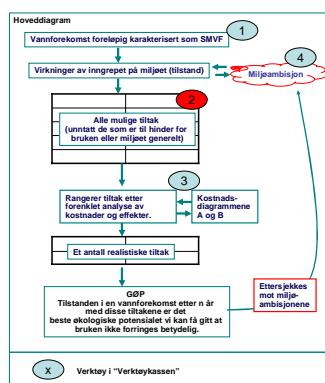 Hoveddiagram
1
Vannforekomst foreløpig karakterisert som SMVF
4
Virkninger av inngrepet på miljøet (tilstand)
Miljøambisjon
2
Alle mulige tiltak
(unntatt de som er til hinder for
bruken eller miljøet generelt)
3
Rangerer tiltak etter
forenklet analyse av
kostnader og effekter.
Kostnads-
diagrammene
A og B
Et antall realistiske tiltak
GØP
Tilstanden i en vannforekomst etter n år
med disse tiltakene er det
beste økologiske potensialet vi kan få gitt at
bruken ikke forringes betydelig.
Ettersjekkes
mot miljø-
ambisjonene
x Verktøy i "Verktøykassen"